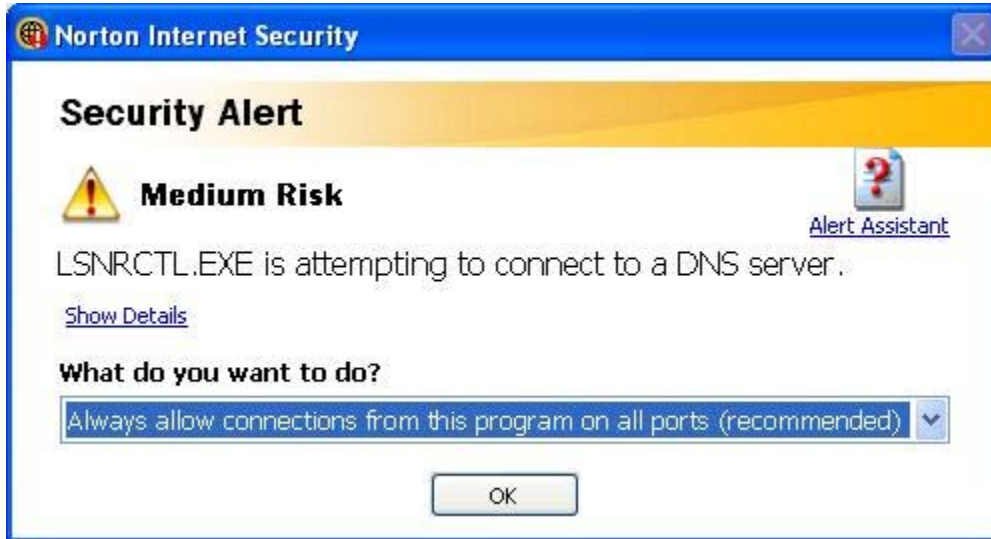 Norton Internet Security
Security Alert
Medium Risk
Alert Assistant
LSNRCTL.EXE is attempting to connect to a DNS server.
Show Details
What do you want to do?
Always allow connections from this program on all ports (recommended)
OK